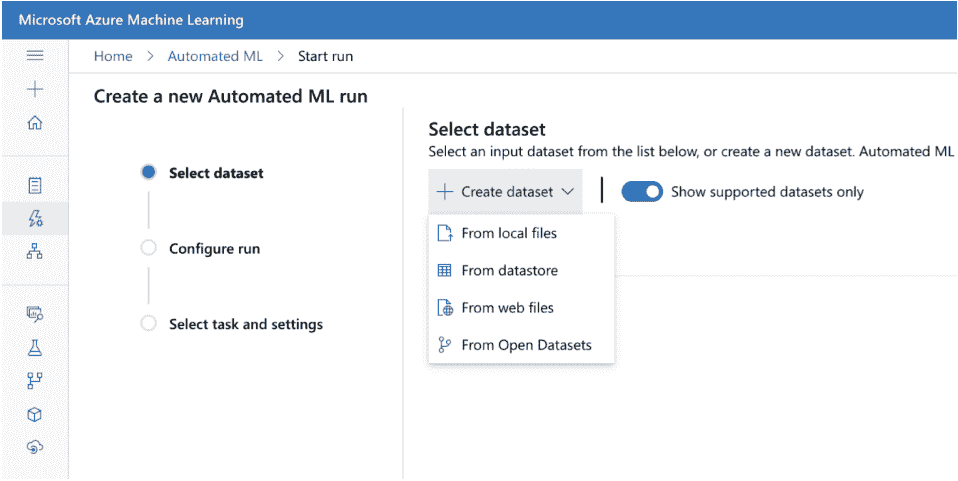 Microsoft Azure Machine Learning
Home > Automated ML > Start run
Create a new Automated ML run
Select dataset
Configure run
Select task and settings
Select dataset
Select an input dataset from the list below, or create a new dataset. Automated ML
Create dataset
Show supported datasets only
From local files
From datastore
From web files
From Open Datasets